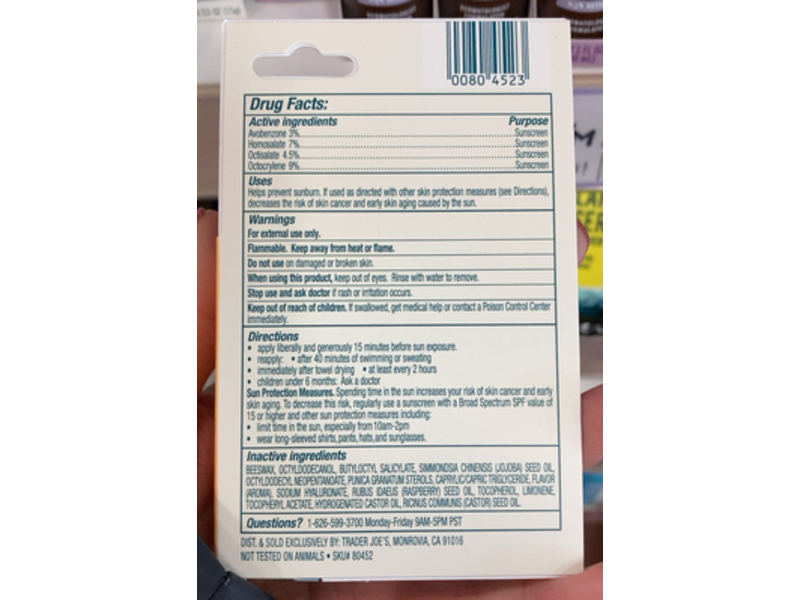 0080 4523
Drug Facts:
Active ingredients Purpose
Avobenzone 3% Sunscreen
Homosalate 7% Sunscreen
Octisalate 4.5% Sunscreen
Octocrylene 9% Sunscreen
Uses
Helps prevent sunburn. If used as directed with other skin protection measures (see Directions),
decreases the risk of skin cancer and early skin aging caused by the sun.
Warnings
For external use only.
Flammable. Keep away from heat or flame.
Do not use on damaged or broken skin.
When using this product, keep out of eyes. Rinse with water to remove.
Stop use and ask doctor if rash or irritation occurs.
Keep out of reach of children. If swallowed, get medical help or contact a Poison Control Center
immediately.
Directions
• apply liberally and generously 15 minutes before sun exposure.
• reapply: • after 40 minutes of swimming or sweating
• immediately after towel drying • at least every 2 hours
• children under 6 months: Ask a doctor
Sun Protection Measures. Spending time in the sun increases your risk of skin cancer and early
skin aging. To decrease this risk, regularly use a sunscreen with a Broad Spectrum SPF value of
15 or higher and other sun protection measures including:
• limit time in the sun, especially from 10am-2pm
• wear long-sleeved shirts, pants, hats, and sunglasses.
Inactive ingredients
BEESWAX, OCTYLDODECANOL, BUTYLOCTYL SALICYLATE, SIMMONDSIA CHINENSIS (JOJOBA) SEED OIL,
OCTYLDODECYL NEOPENTANOATE, PUNICA GRANATUM STEROLS, CAPRYLIC/CAPRIC TRIGLYCERIDE, FLAVOR
(AROMA), SODIUM HYALURONATE, RUBUS IDAEUS (RASPBERRY) SEED OIL, TOCOPHEROL, LIMONENE,
TOCOPHERYL ACETATE, HYDROGENATED CASTOR OIL, RICINUS COMMUNIS (CASTOR) SEED OIL.
Questions? 1-626-599-3700 Monday-Friday 9AM-5PM PST
DIST. & SOLD EXCLUSIVELY BY: TRADER JOE'S, MONROVIA, CA 91016
NOT TESTED ON ANIMALS • SKU# 80452